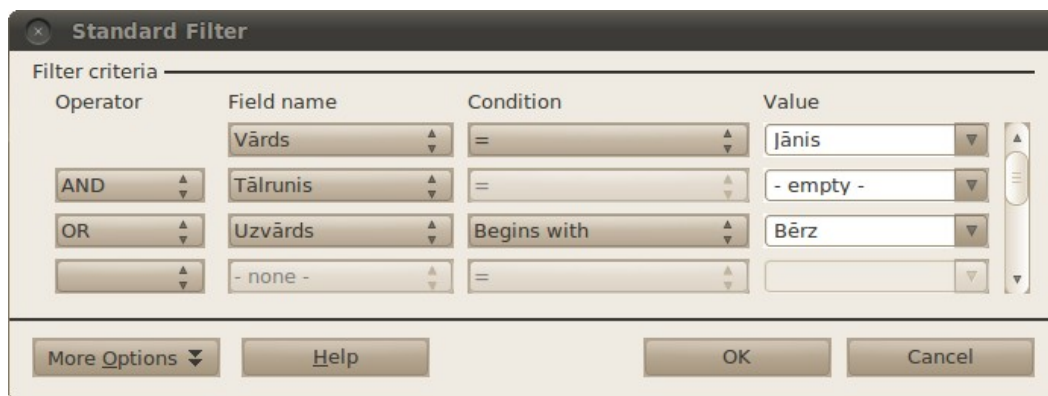 Standard Filter
Filter criteria
Operator Field name Condition Value
Vārds = Jānis
AND Tālrunis = - empty -
OR Uzvārds Begins with Bērz
- none - =
More Options Help OK Cancel